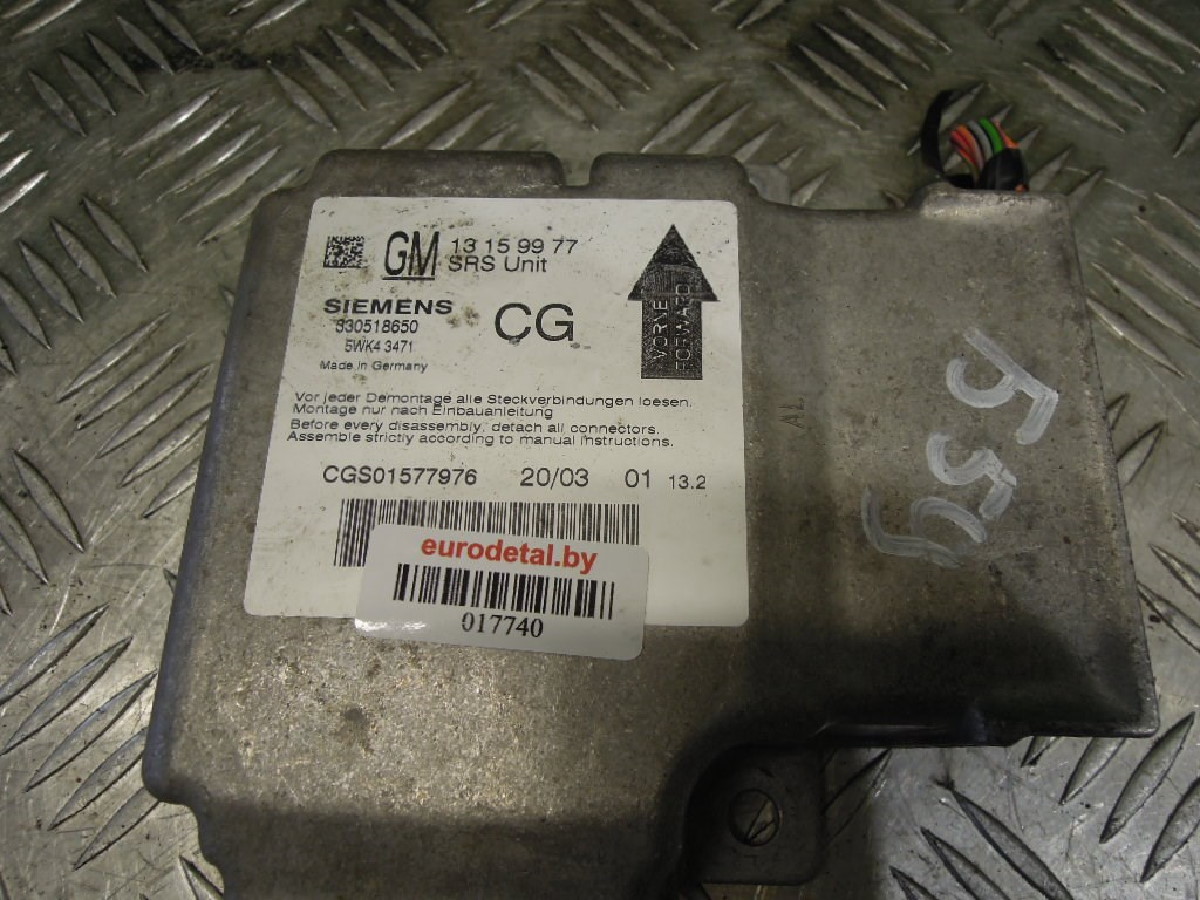 GM 13 15 99 77
SRS Unit
SIEMENS
330518650
5WK4 3471
Made in Germany
CG
VORNE
FORWARD
Vor jeder Demontage alle Steckverbindungen loesen.
Montage nur nach Einbauanleitung
Before every disassembly, detach all connectors.
Assemble strictly according to manual instructions.
CGS01577976 20/03 01 13.2
eurodetal.by
017740
AL